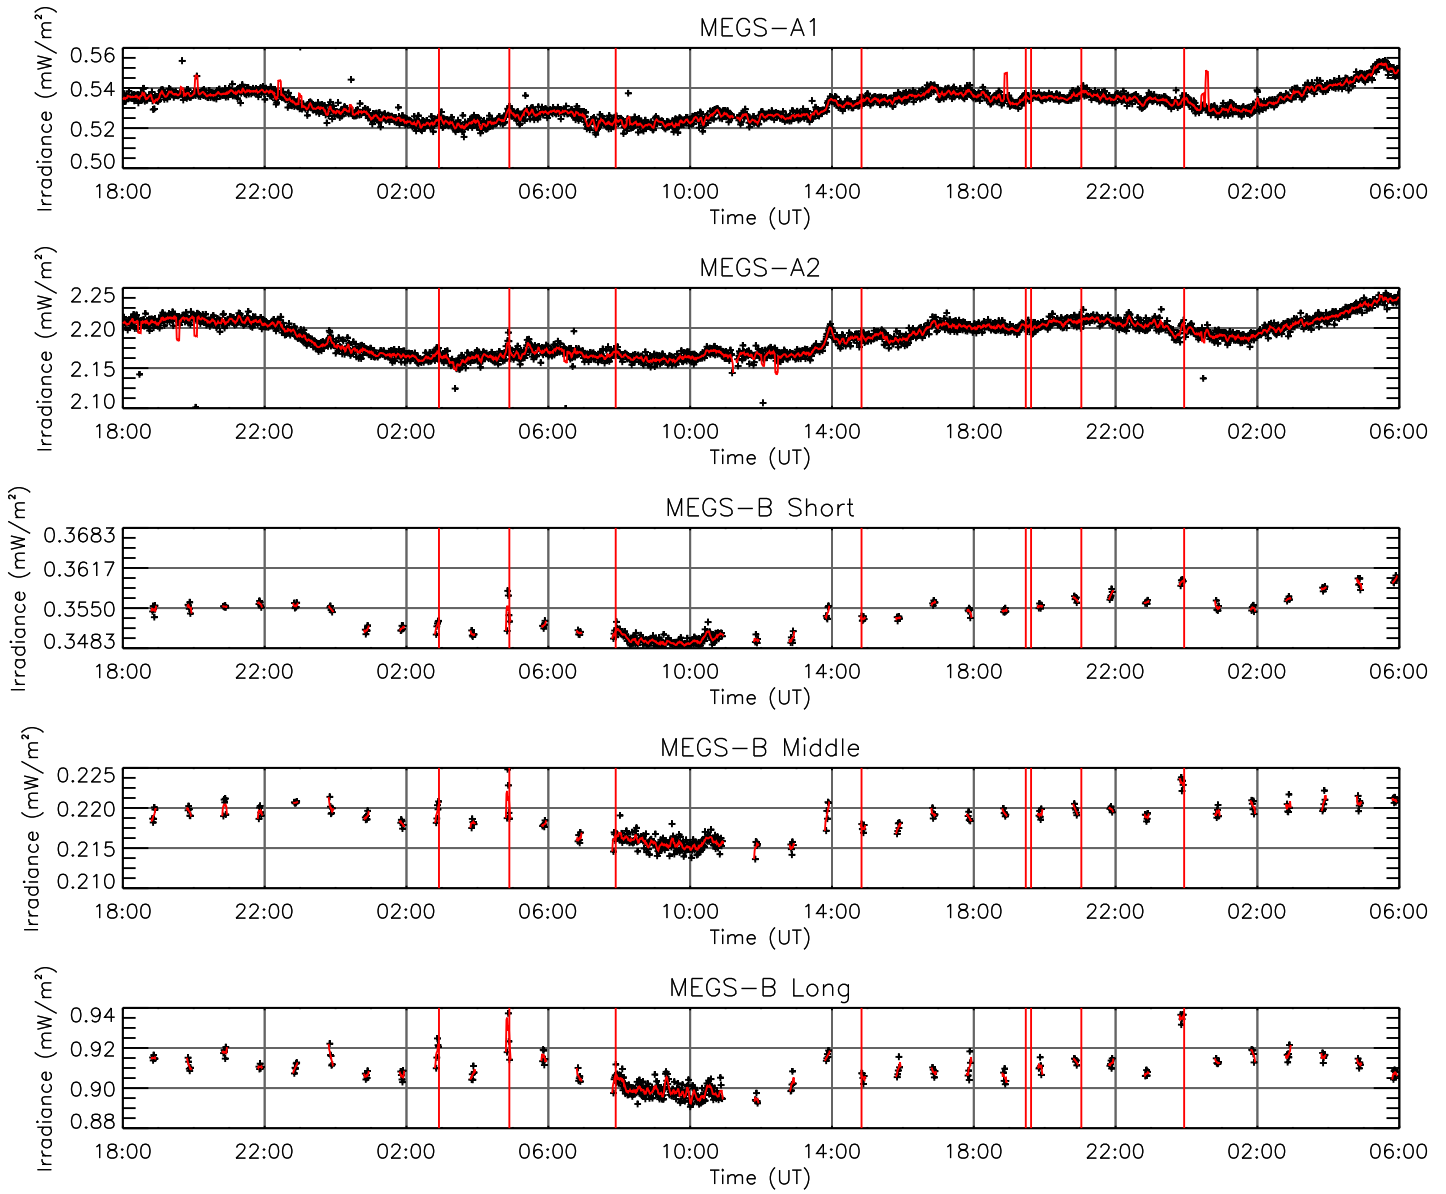 MEGS-A1
Irradiance (mW/m²)
0.56
0.54
0.52
0.50
18:00 22:00 02:00 06:00 10:00 14:00 18:00 22:00 02:00 06:00
Time (UT)
MEGS-A2
Irradiance (mW/m²)
2.25
2.20
2.15
2.10
18:00 22:00 02:00 06:00 10:00 14:00 18:00 22:00 02:00 06:00
Time (UT)
MEGS-B Short
Irradiance (mW/m²)
0.3683
0.3617
0.3550
0.3483
18:00 22:00 02:00 06:00 10:00 14:00 18:00 22:00 02:00 06:00
Time (UT)
MEGS-B Middle
Irradiance (mW/m²)
0.225
0.220
0.215
0.210
18:00 22:00 02:00 06:00 10:00 14:00 18:00 22:00 02:00 06:00
Time (UT)
MEGS-B Long
Irradiance (mW/m²)
0.94
0.92
0.90
0.88
18:00 22:00 02:00 06:00 10:00 14:00 18:00 22:00 02:00 06:00
Time (UT)